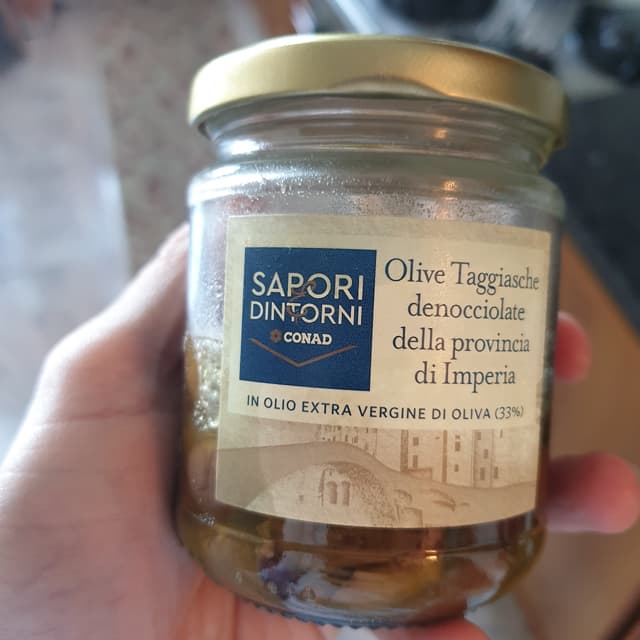 SAPORI
&
DINTORNI
CONAD
Olive Taggiasche
denocciolate
della provincia
di Imperia
IN OLIO EXTRA VERGINE DI OLIVA (33%)